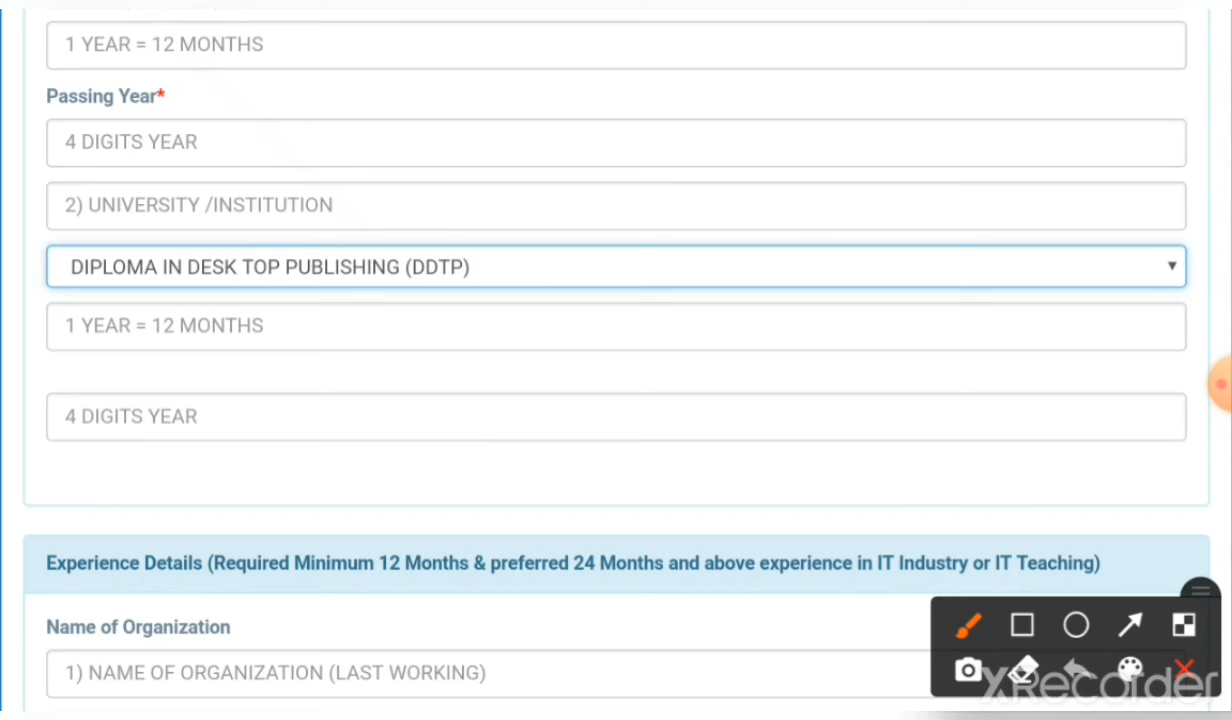 1 YEAR = 12 MONTHS
Passing Year*
4 DIGITS YEAR
2) UNIVERSITY /INSTITUTION
DIPLOMA IN DESK TOP PUBLISHING (DDTP)
1 YEAR = 12 MONTHS
4 DIGITS YEAR
Experience Details (Required Minimum 12 Months & preferred 24 Months and above experience in IT Industry or IT Teaching)
Name of Organization
1) NAME OF ORGANIZATION (LAST WORKING)
XRecorder